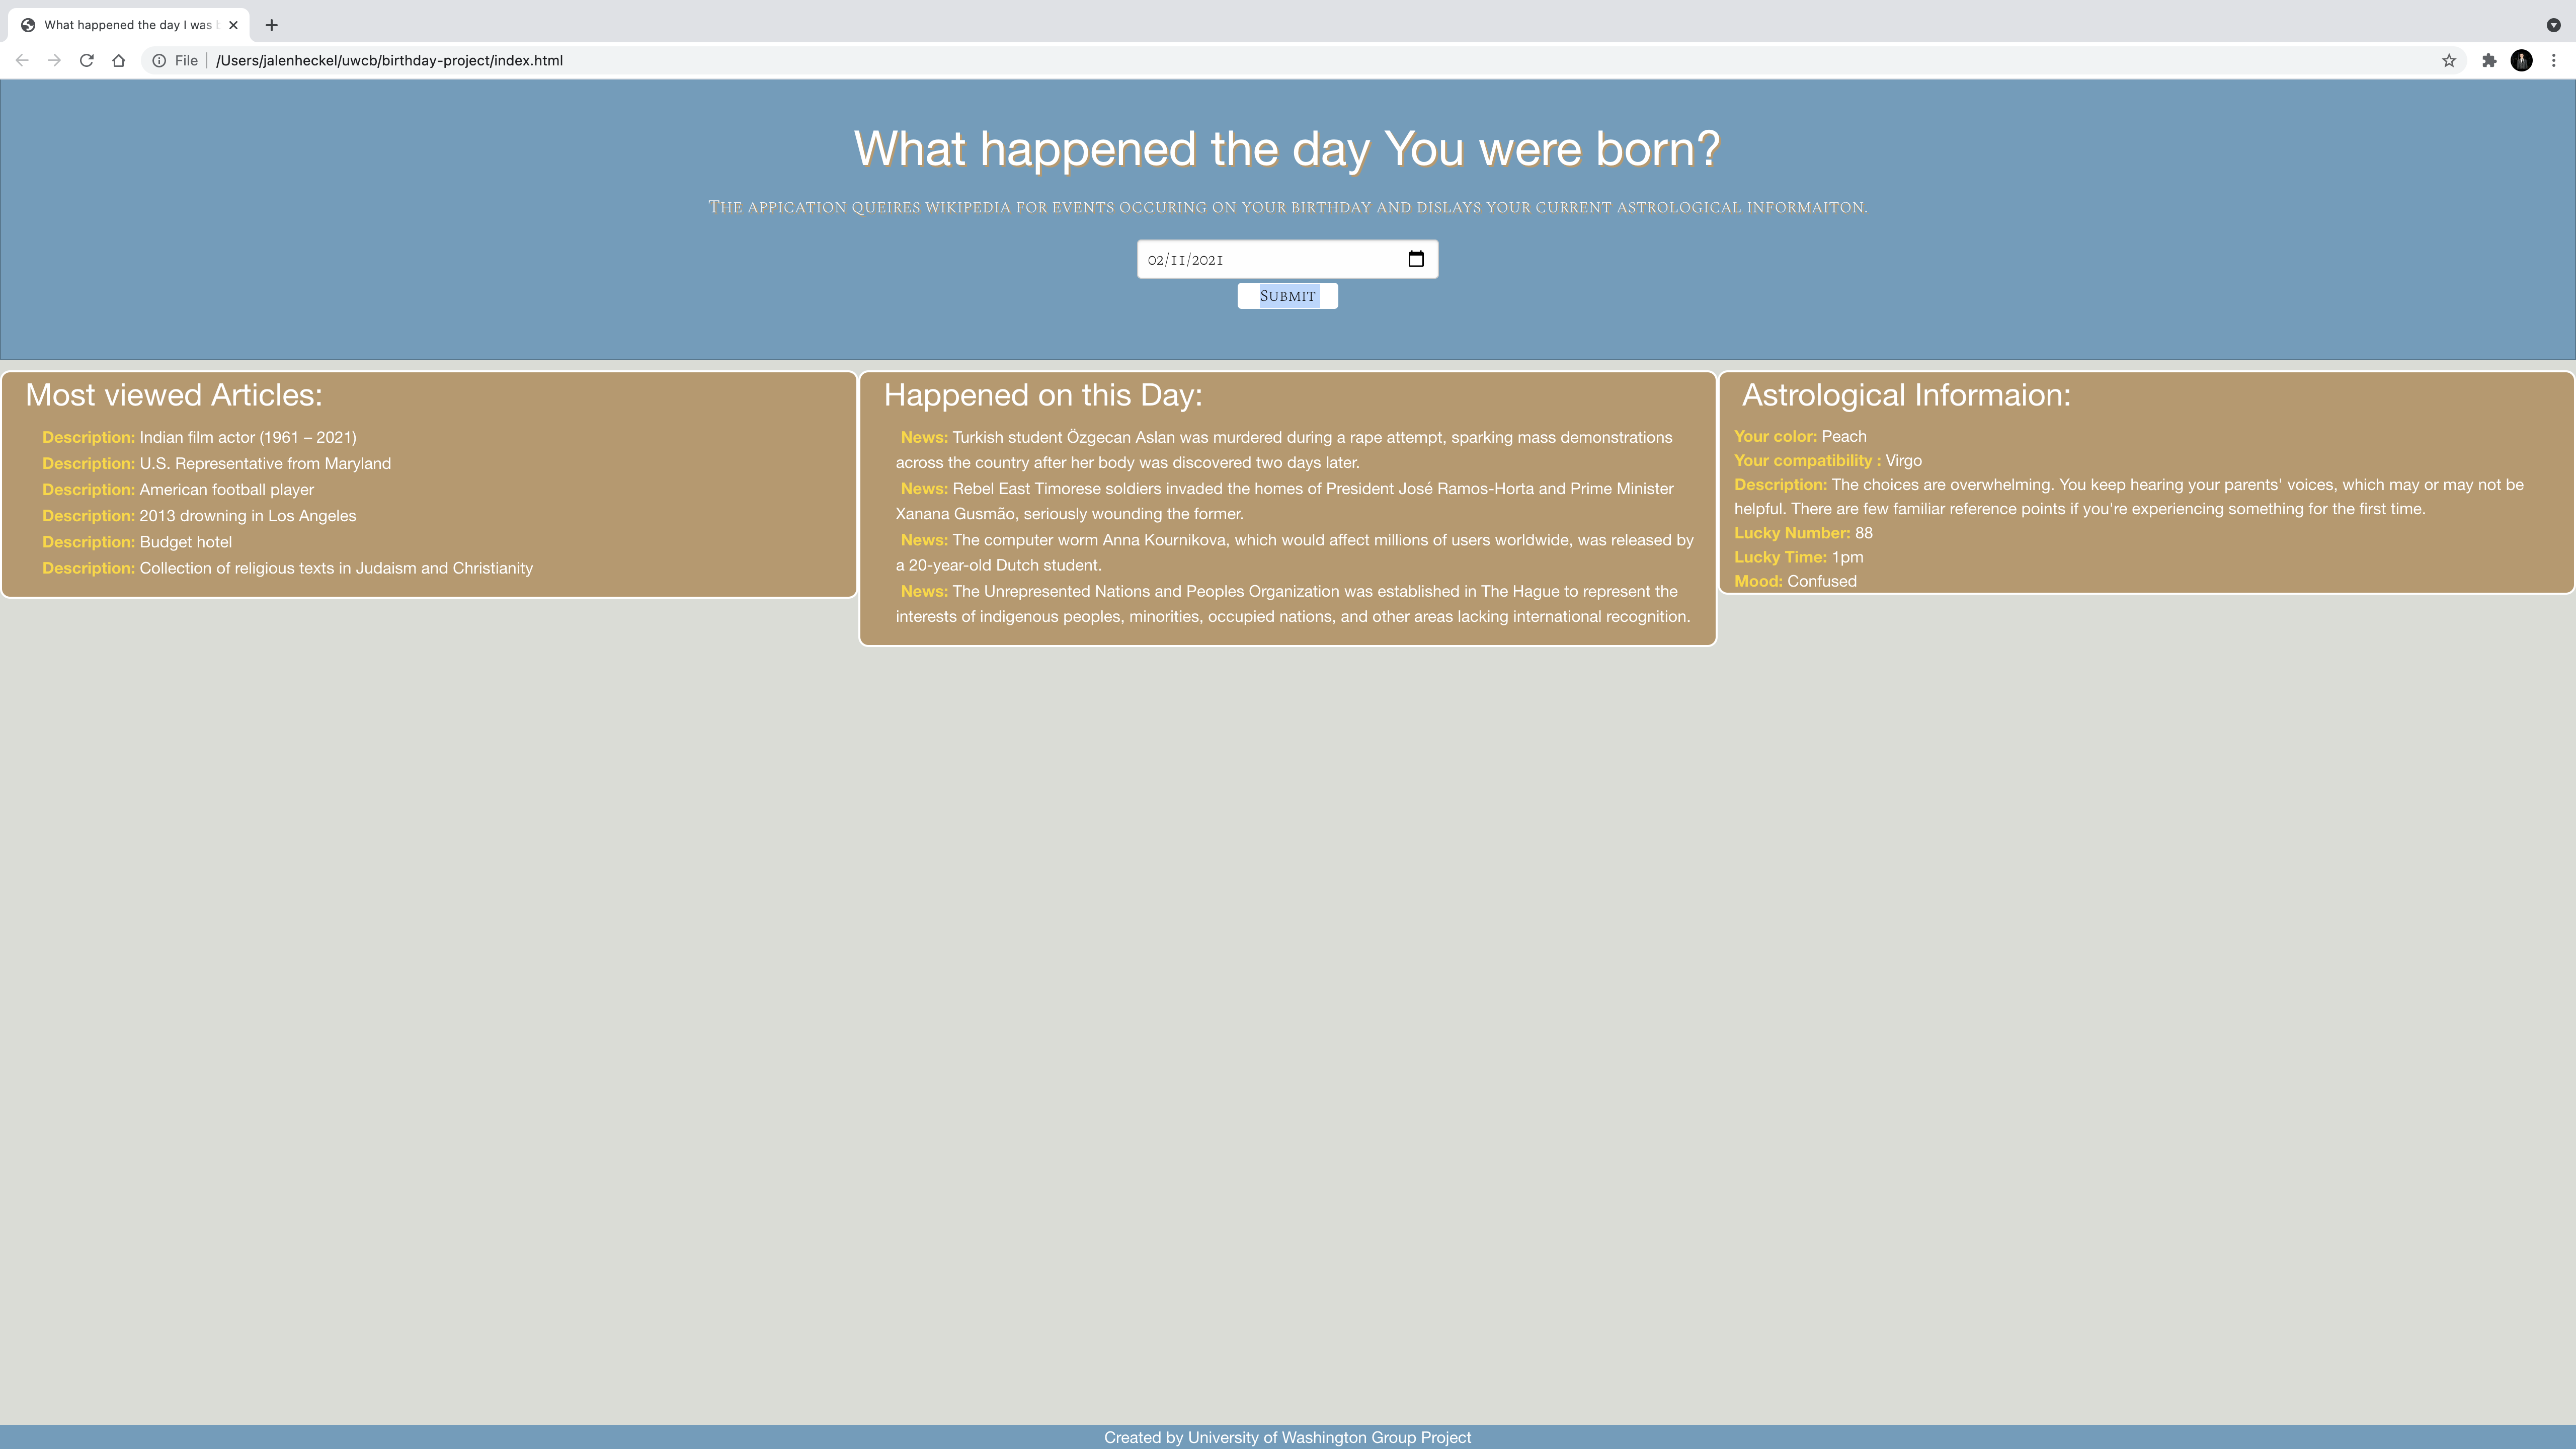 What happened the day I was
File
/Users/jalenheckel/uwcb/birthday-project/index.html
What happened the day You were born?
The appication queires wikipedia for events occuring on your birthday and dislays your current astrological informaiton.
02/11/2021
Submit
Most viewed Articles:
Description: Indian film actor (1961 – 2021)
Description: U.S. Representative from Maryland
Description: American football player
Description: 2013 drowning in Los Angeles
Description: Budget hotel
Description: Collection of religious texts in Judaism and Christianity
Happened on this Day:
News: Turkish student Özgecan Aslan was murdered during a rape attempt, sparking mass demonstrations
across the country after her body was discovered two days later.
News: Rebel East Timorese soldiers invaded the homes of President José Ramos-Horta and Prime Minister
Xanana Gusmão, seriously wounding the former.
News: The computer worm Anna Kournikova, which would affect millions of users worldwide, was released by
a 20-year-old Dutch student.
News: The Unrepresented Nations and Peoples Organization was established in The Hague to represent the
interests of indigenous peoples, minorities, occupied nations, and other areas lacking international recognition.
Astrological Informaion:
Your color: Peach
Your compatibility : Virgo
Description: The choices are overwhelming. You keep hearing your parents' voices, which may or may not be
helpful. There are few familiar reference points if you're experiencing something for the first time.
Lucky Number: 88
Lucky Time: 1pm
Mood: Confused
Created by University of Washington Group Project